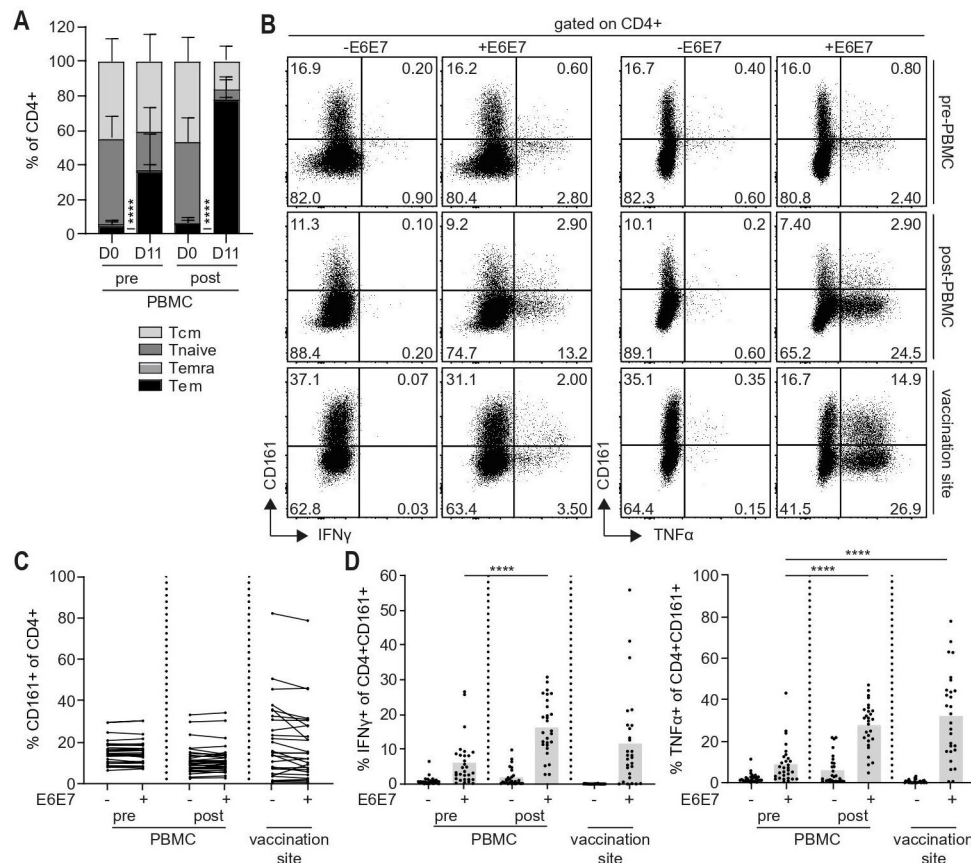 A
120
100
80
60
40
20
0
% of CD4+
****
****
D0 D11 D0 D11
pre post
PBMC
Tcm
Tnaive
Temra
Tem
B
gated on CD4+
-E6E7 +E6E7 -E6E7 +E6E7
16.9 0.20 16.2 0.60 16.7 0.40 16.0 0.80
82.0 0.90 80.4 2.80 82.3 0.60 80.8 2.40
pre-PBMC
11.3 0.10 9.2 2.90 10.1 0.2 7.40 2.90
88.4 0.20 74.7 13.2 89.1 0.60 65.2 24.5
post-PBMC
37.1 0.07 31.1 2.00 35.1 0.35 16.7 14.9
62.8 0.03 63.4 3.50 64.4 0.15 41.5 26.9
vaccination site
CD161
IFNγ
CD161
TNFα
C
100
80
60
40
20
0
% CD161+ of CD4+
E6E7 - + - + - +
pre post
PBMC
vaccination
site
D
60
50
40
30
20
10
0
% IFNγ+ of CD4+CD161+
****
E6E7 - + - + - +
pre post
PBMC
vaccination
site
100
80
60
40
20
0
% TNFα+ of CD4+CD161+
****
****
E6E7 - + - + - +
pre post
PBMC
vaccination
site